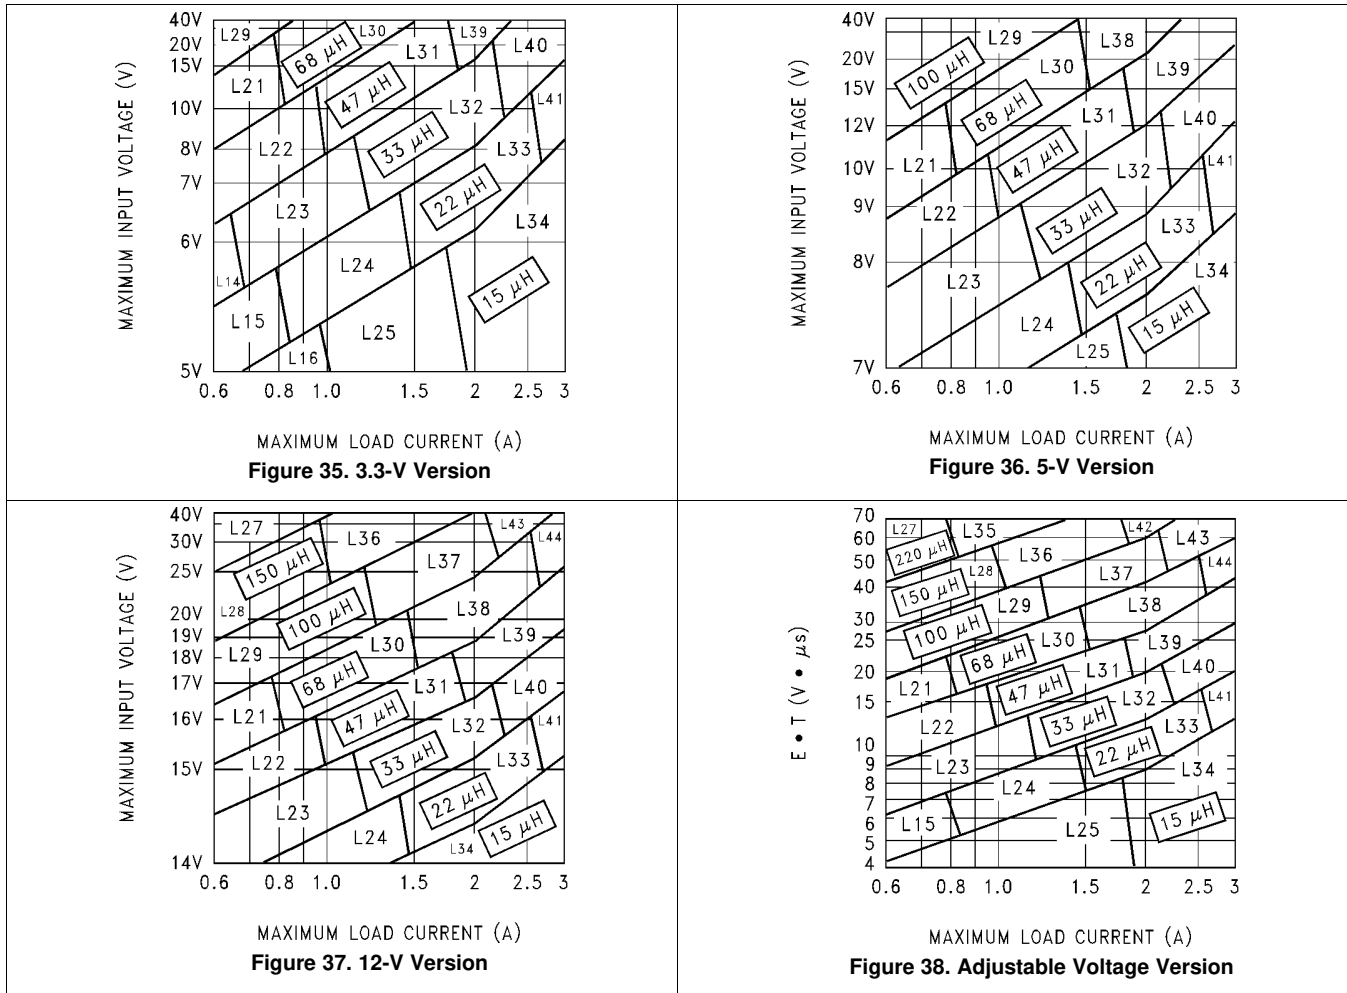 40V
20V
15V
10V
8V
7V
6V
5V
MAXIMUM INPUT VOLTAGE (V)
L29
L30
L39
L40
68 μH
L31
L21
47 μH
L41
L32
L22
33 μH
L33
22 μH
L23
L34
L14
L24
15 μH
L15
L25
L16
0.6
0.8
1.0
1.5
2
2.5
3
MAXIMUM LOAD CURRENT (A)
Figure 35. 3.3-V Version
40V
20V
15V
12V
10V
9V
8V
7V
MAXIMUM INPUT VOLTAGE (V)
L29
L38
100 μH
L30
L39
68 μH
L31
L40
L21
47 μH
L41
L32
L22
33 μH
L33
L23
22 μH
L34
L24
15 μH
L25
0.6
0.8
1.0
1.5
2
2.5
3
MAXIMUM LOAD CURRENT (A)
Figure 36. 5-V Version
40V
30V
25V
20V
19V
18V
17V
16V
15V
14V
MAXIMUM INPUT VOLTAGE (V)
L27
L43
L36
L44
150 μH
L37
L28
100 μH
L38
L29
L30
L39
68 μH
L31
L40
L21
47 μH
L32
L41
L22
33 μH
L33
22 μH
L23
15 μH
L24
L34
0.6
0.8
1.0
1.5
2
2.5
3
MAXIMUM LOAD CURRENT (A)
Figure 37. 12-V Version
70
60
50
40
30
25
20
15
10
9
8
7
6
5
4
E • T (V • μs)
L27
L35
L42
L43
220 μH
L36
L44
L28
L37
150 μH
L29
L38
100 μH
L30
L39
68 μH
L31
L40
L21
47 μH
L32
L41
L22
33 μH
L33
22 μH
L23
L34
L24
15 μH
L15
L25
0.6
0.8
1.0
1.5
2
2.5
3
MAXIMUM LOAD CURRENT (A)
Figure 38. Adjustable Voltage Version